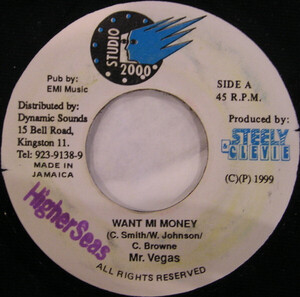 STUDIO
2000
Pub by:
EMI Music
SIDE A
45 R.P.M.
Distributed by:
Dynamic Sounds
15 Bell Road,
Kingston 11.
Tel: 923-9138-9
MADE IN
JAMAICA
Produced by:
STEELY
& CLEVIE
(C)(P) 1999
HigherSeas
WANT MI MONEY
(C. Smith/W. Johnson/
C. Browne
Mr. Vegas
ALL RIGHTS RESERVED